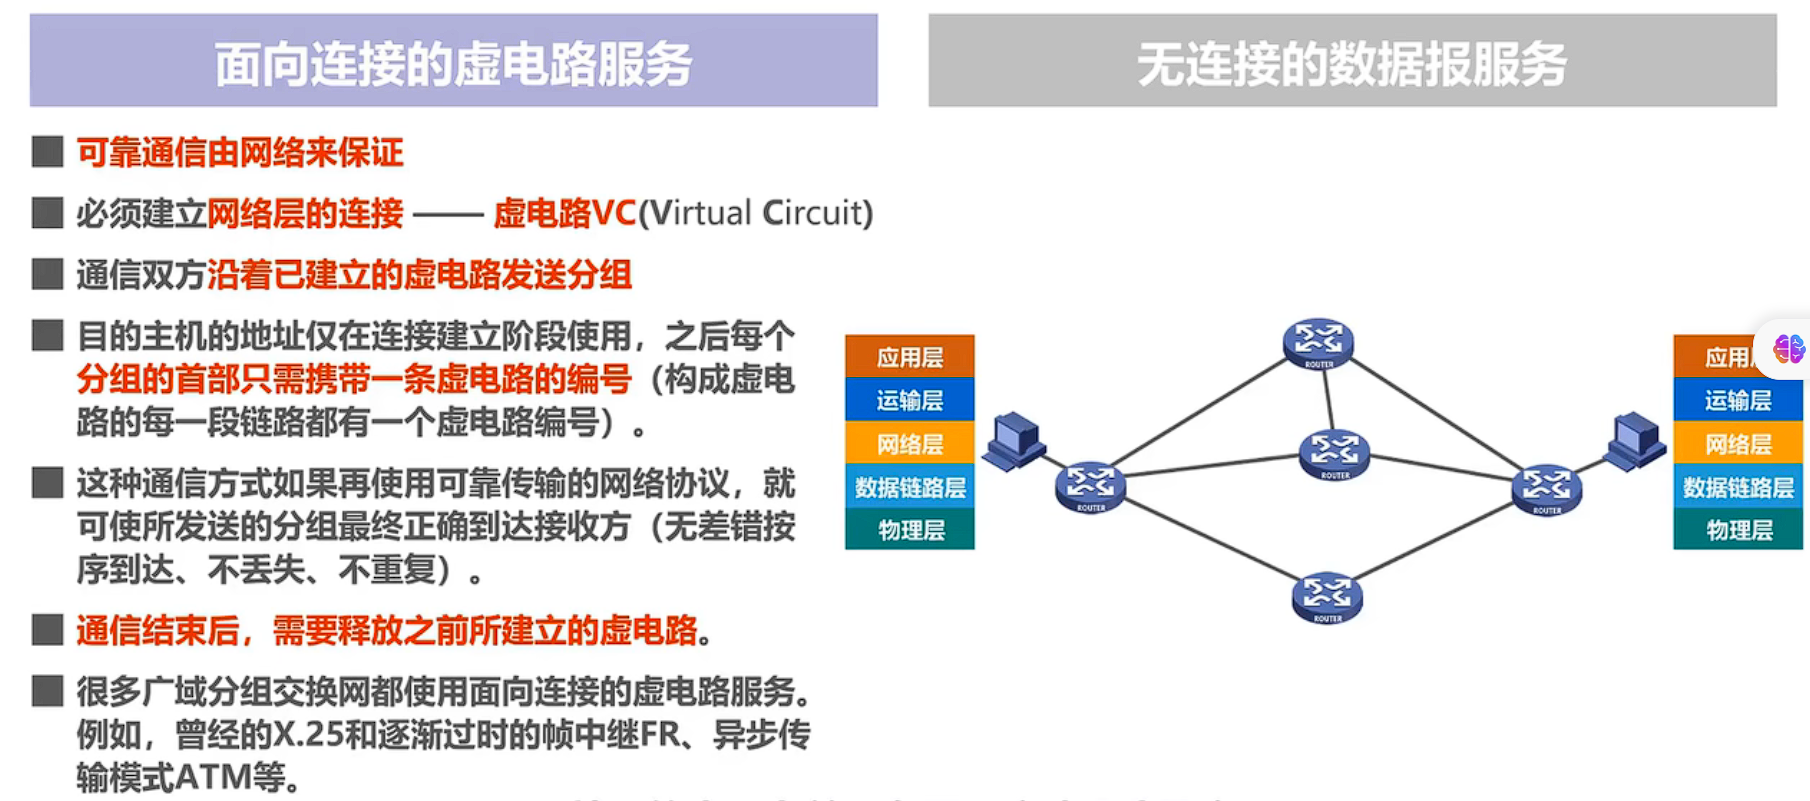 面向连接的虚电路服务
无连接的数据报服务
可靠通信由网络来保证
必须建立网络层的连接 —— 虚电路VC(Virtual Circuit)
通信双方沿着已建立的虚电路发送分组
目的主机的地址仅在连接建立阶段使用，之后每个
分组的首部只需携带一条虚电路的编号（构成虚电
路的每一段链路都有一个虚电路编号）。
这种通信方式如果再使用可靠传输的网络协议，就
可使所发送的分组最终正确到达接收方（无差错按
序到达、不丢失、不重复）。
通信结束后，需要释放之前所建立的虚电路。
很多广域分组交换网都使用面向连接的虚电路服务。
例如，曾经的X.25和逐渐过时的帧中继FR、异步传
输模式ATM等。
应用层
运输层
网络层
数据链路层
物理层
ROUTER
ROUTER
ROUTER
ROUTER
ROUTER
应用
运输层
网络层
数据链路层
物理层